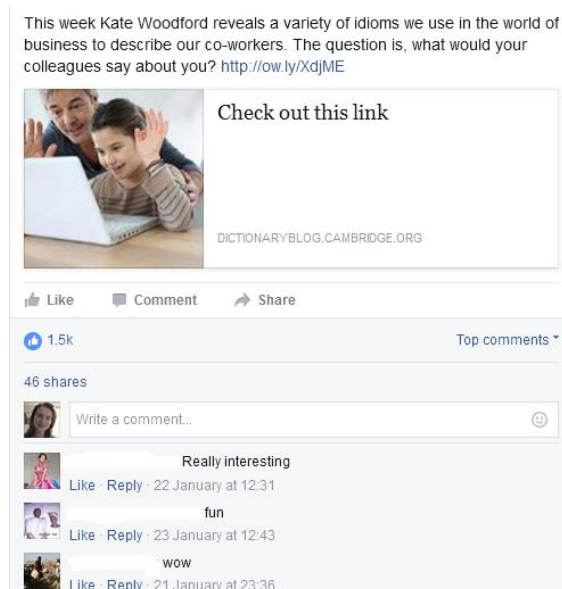 This week Kate Woodford reveals a variety of idioms we use in the world of
business to describe our co-workers. The question is, what would your
colleagues say about you? http://ow.ly/XdjME
Check out this link
DICTIONARYBLOG.CAMBRIDGE.ORG
Like Comment Share
1.5k Top comments
46 shares
Write a comment...
Really interesting
Like · Reply · 22 January at 12:31
fun
Like · Reply · 23 January at 12:43
wow
Like · Reply · 21 January at 23:36